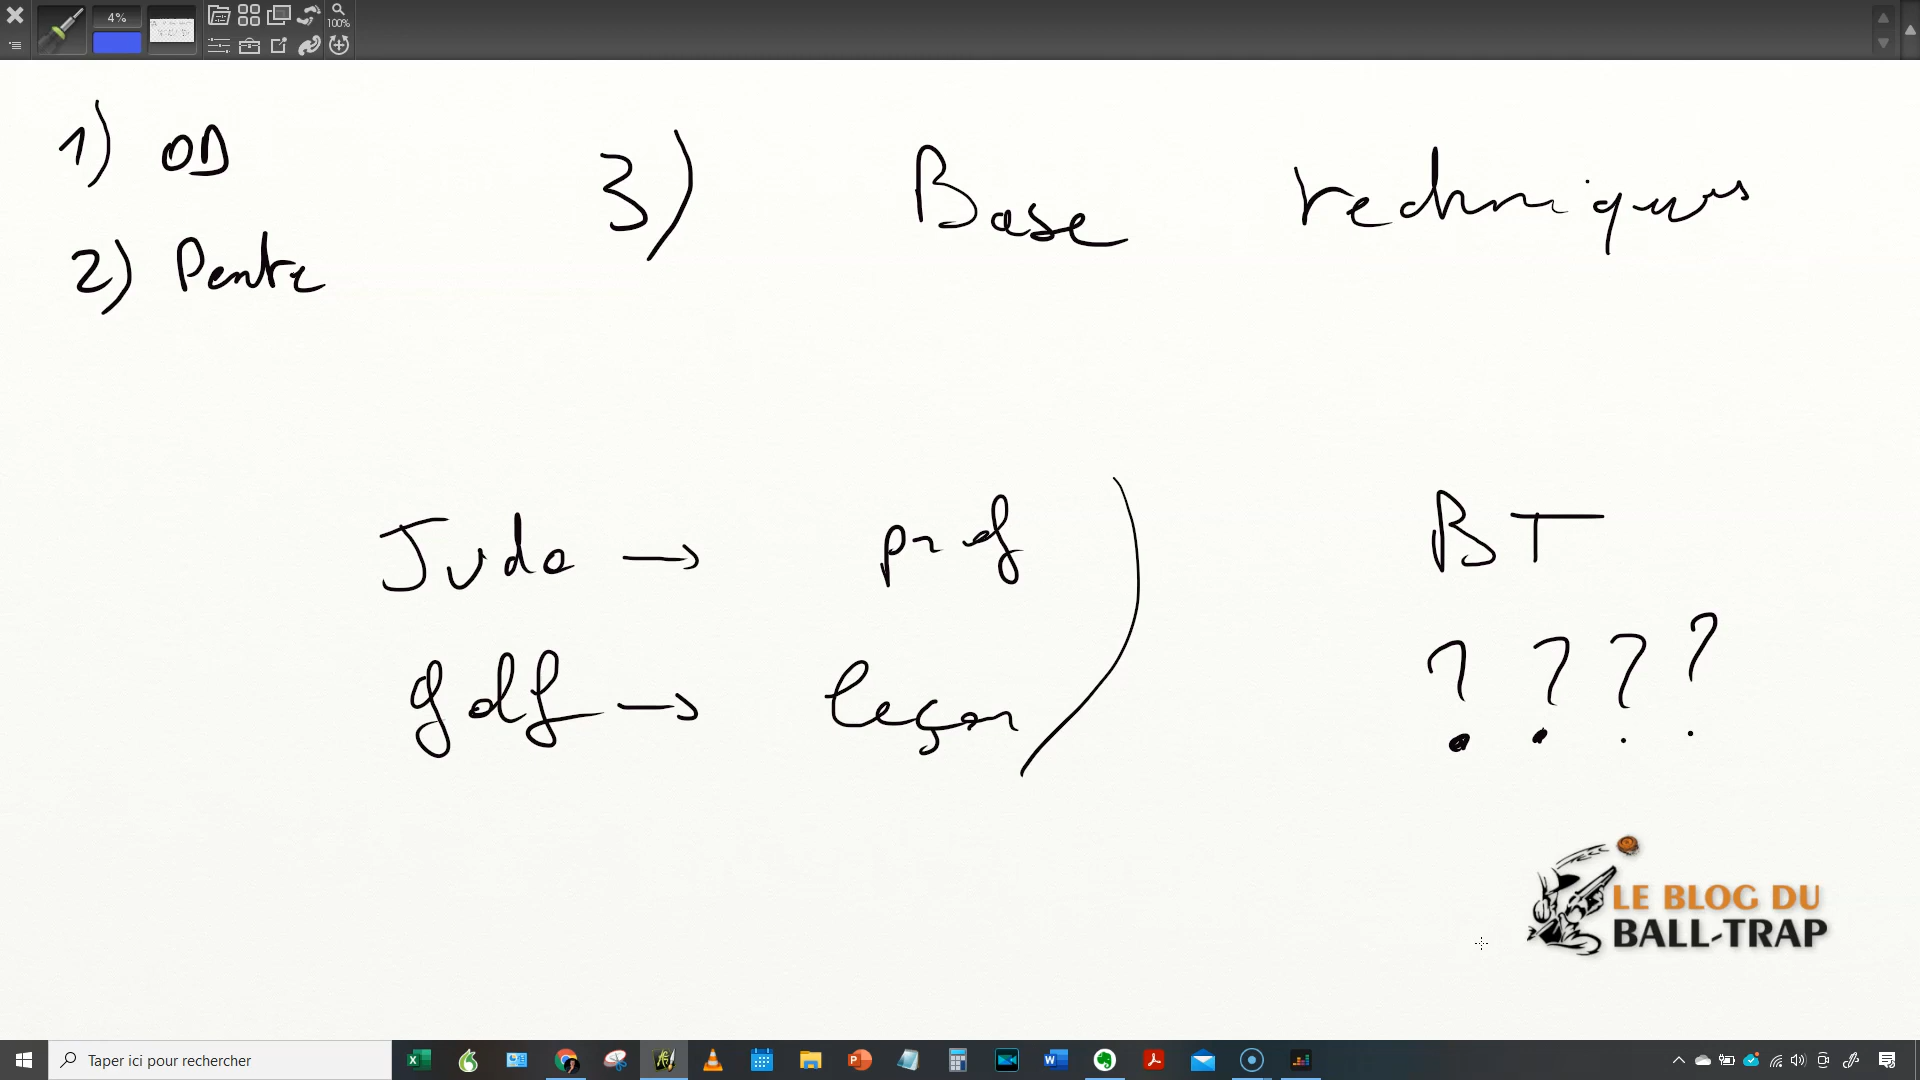 4%
100%
1) OD
3) Base techniques
2) Pente
Judo → prof
BT
golf → leçon
? ? ? ?
LE BLOG DU
BALL-TRAP
Taper ici pour rechercher